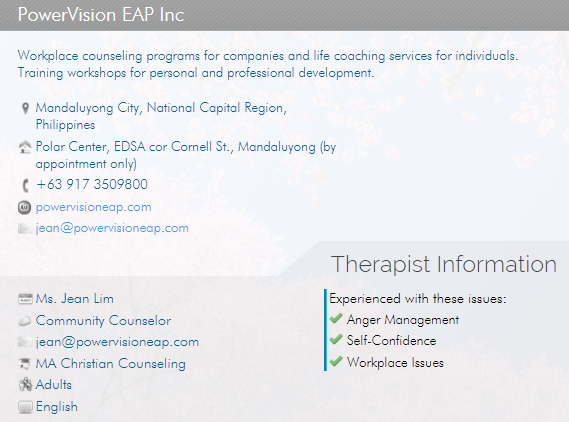 PowerVision EAP Inc
Workplace counseling programs for companies and life coaching services for individuals.
Training workshops for personal and professional development.
Mandaluyong City, National Capital Region,
Philippines
Polar Center, EDSA cor Cornell St., Mandaluyong (by
appointment only)
+63 917 3509800
powervisioneap.com
jean@powervisioneap.com
Therapist Information
Ms. Jean Lim
Community Counselor
jean@powervisioneap.com
MA Christian Counseling
Adults
English
Experienced with these issues:
Anger Management
Self-Confidence
Workplace Issues